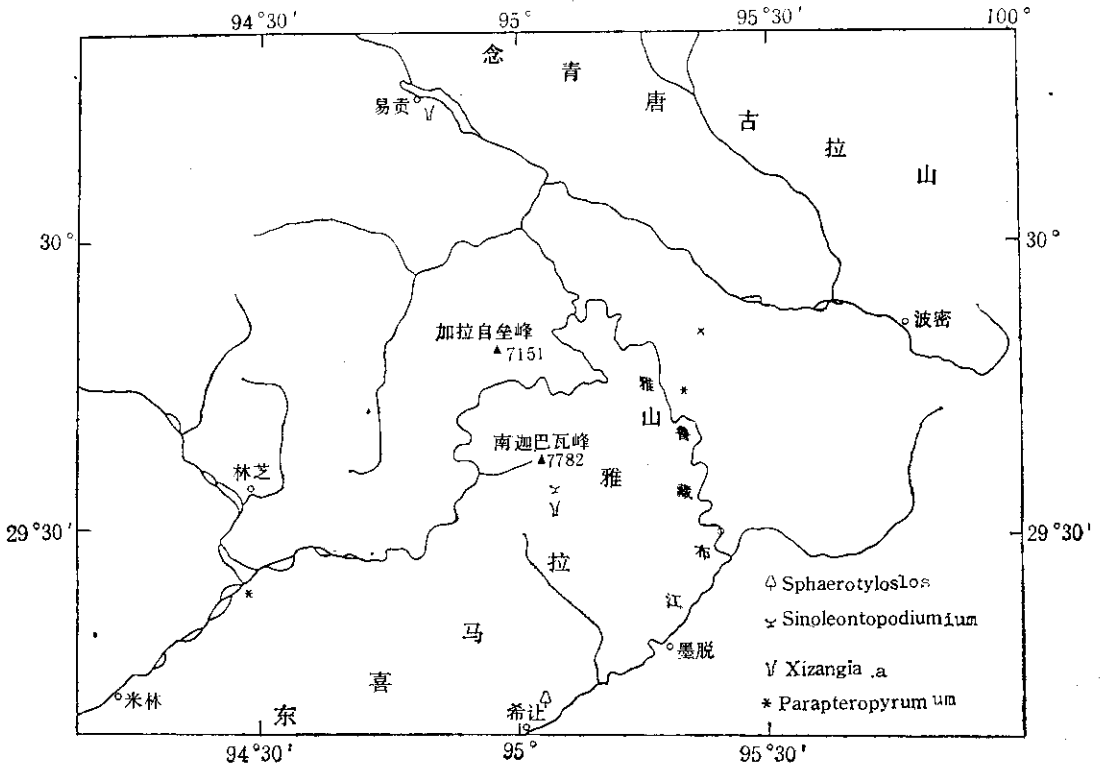 94°30′ 95° 95°30′ 100°
念青唐古拉山
易贡
30° 30°
波密
加拉自垒峰
▲ 7151
南迦巴瓦峰
▲7782
林芝
雅鲁藏布江
29°30′ 29°30′
墨脱
米林
希让
东喜马拉雅山
Sphaerotyloslos
Sinoleontopodiumium
Xizangia .a
* Parapteropyrum um
94°30′ 95° 95°30′